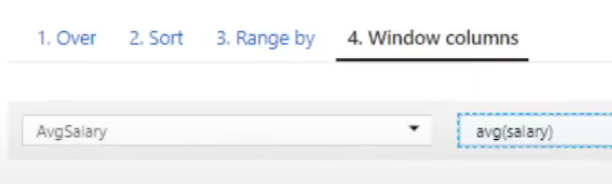 1. Over 2. Sort 3. Range by 4. Window columns
AvgSalary avg(salary)